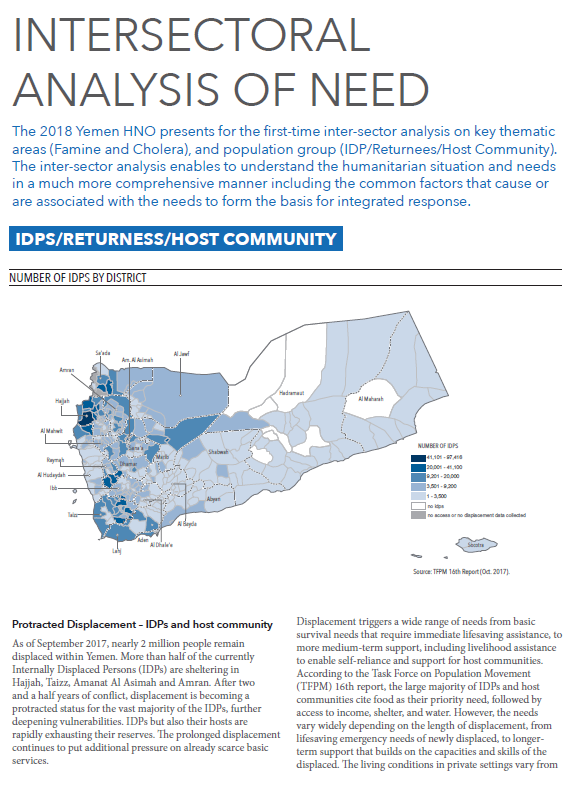 INTERSECTORAL
ANALYSIS OF NEED
The 2018 Yemen HNO presents for the first-time inter-sector analysis on key thematic
areas (Famine and Cholera), and population group (IDP/Returnees/Host Community).
The inter-sector analysis enables to understand the humanitarian situation and needs
in a much more comprehensive manner including the common factors that cause or
are associated with the needs to form the basis for integrated response.
IDPS/RETURNESS/HOST COMMUNITY
NUMBER OF IDPS BY DISTRICT
Sa'ada
Am. Al Asimah
Al Jawf
Amran
Hajjah
Hadramaut
Al Maharah
Al Mahwit
Sana'a
Marib
Shabwah
Raymah
Dhamar
Al Hudaydah
Ibb
Abyan
Taizz
Al Bayda
Aden
Al Dhale'e
Lahj
Socotra
NUMBER OF IDPS
41,101 - 97,416
20,001 - 41,100
9,201 - 20,000
3,501 - 9,200
1 - 3,500
no idps
no access or no displacement data collected
Source: TFPM 16th Report (Oct. 2017).
Protracted Displacement – IDPs and host community
As of September 2017, nearly 2 million people remain
displaced within Yemen. More than half of the currently
Internally Displaced Persons (IDPs) are sheltering in
Hajjah, Taizz, Amanat Al Asimah and Amran. After two
and a half years of conflict, displacement is becoming a
protracted status for the vast majority of the IDPs, further
deepening vulnerabilities. IDPs but also their hosts are
rapidly exhausting their reserves. The prolonged displacement
continues to put additional pressure on already scarce basic
services.
Displacement triggers a wide range of needs from basic
survival needs that require immediate lifesaving assistance, to
more medium-term support, including livelihood assistance
to enable self-reliance and support for host communities.
According to the Task Force on Population Movement
(TFPM) 16th report, the large majority of IDPs and host
communities cite food as their priority need, followed by
access to income, shelter, and water. However, the needs
vary widely depending on the length of displacement, from
lifesaving emergency needs of newly displaced, to longer-
term support that builds on the capacities and skills of the
displaced. The living conditions in private settings vary from